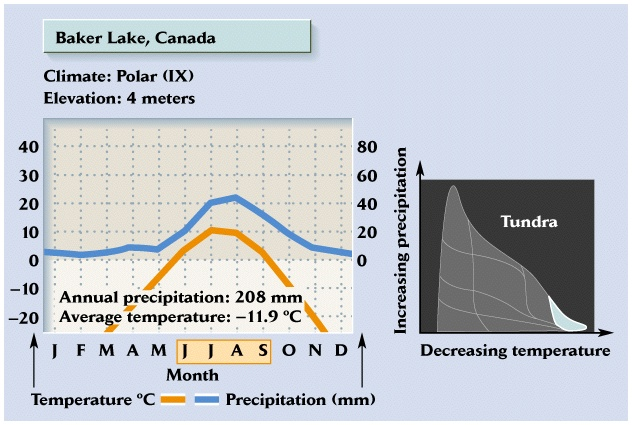 Baker Lake, Canada
Climate: Polar (IX)
Elevation: 4 meters
40
30
20
10
0
−10
−20
80
60
40
20
0
Annual precipitation: 208 mm
Average temperature: −11.9 ºC
J F M A M J J A S O N D
Month
Temperature ºC
Precipitation (mm)
Increasing precipitation
Tundra
Decreasing temperature